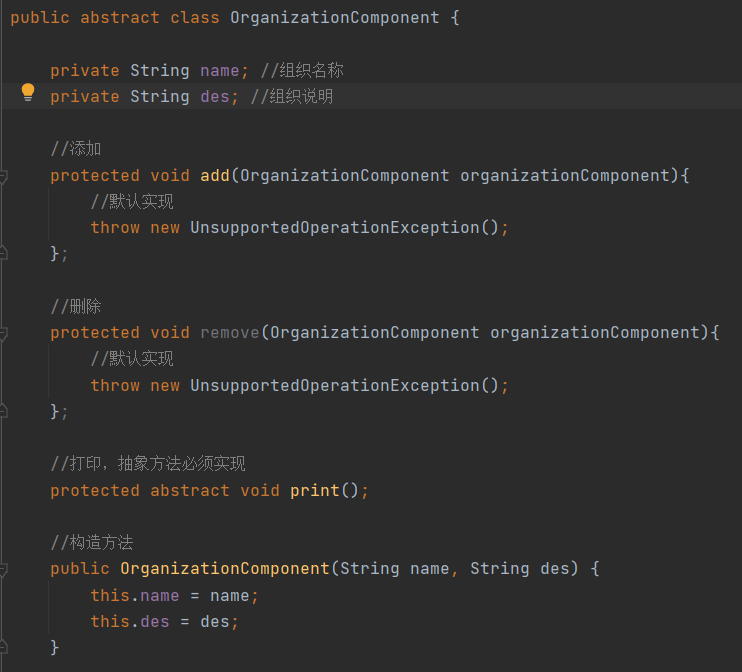 public abstract class OrganizationComponent {
private String name; //组织名称
private String des; //组织说明
//添加
protected void add(OrganizationComponent organizationComponent){
//默认实现
throw new UnsupportedOperationException();
};
//删除
protected void remove(OrganizationComponent organizationComponent){
//默认实现
throw new UnsupportedOperationException();
};
//打印，抽象方法必须实现
protected abstract void print();
//构造方法
public OrganizationComponent(String name, String des) {
this.name = name;
this.des = des;
}